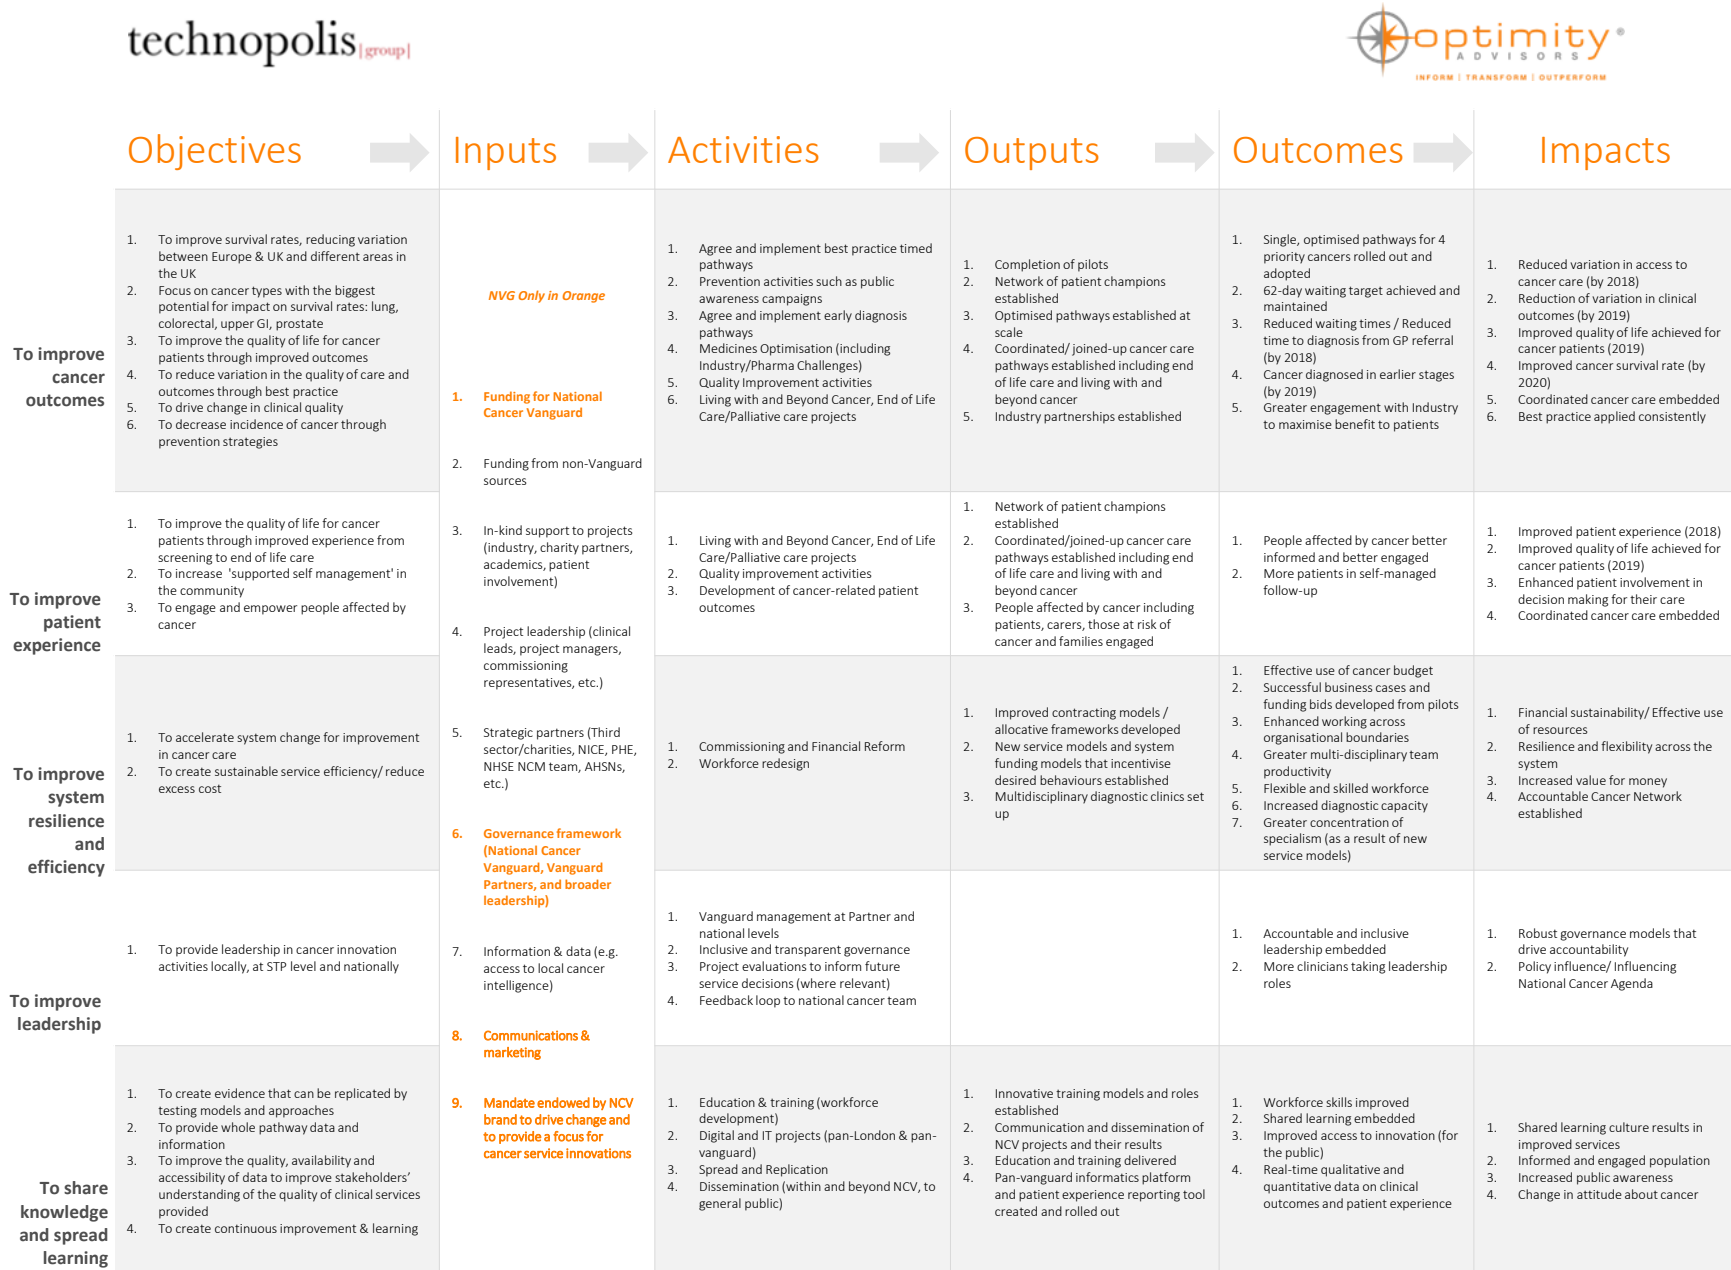 technopolis |group|
optimity ®
ADVISORS
INFORM | TRANSFORM | OUTPERFORM
Objectives
Inputs
Activities
Outputs
Outcomes
Impacts
To improve
cancer
outcomes
1. To improve survival rates, reducing variation
between Europe & UK and different areas in
the UK
2. Focus on cancer types with the biggest
potential for impact on survival rates: lung,
colorectal, upper GI, prostate
3. To improve the quality of life for cancer
patients through improved outcomes
4. To reduce variation in the quality of care and
outcomes through best practice
5. To drive change in clinical quality
6. To decrease incidence of cancer through
prevention strategies
NVG Only in Orange
1. Funding for National
Cancer Vanguard
2. Funding from non-Vanguard
sources
3. In-kind support to projects
(industry, charity partners,
academics, patient
involvement)
4. Project leadership (clinical
leads, project managers,
commissioning
representatives, etc.)
5. Strategic partners (Third
sector/charities, NICE, PHE,
NHSE NCM team, AHSNs,
etc.)
6. Governance framework
(National Cancer
Vanguard, Vanguard
Partners, and broader
leadership)
7. Information & data (e.g.
access to local cancer
intelligence)
8. Communications &
marketing
9. Mandate endowed by NCV
brand to drive change and
to provide a focus for
cancer service innovations
1. Agree and implement best practice timed
pathways
2. Prevention activities such as public
awareness campaigns
3. Agree and implement early diagnosis
pathways
4. Medicines Optimisation (including
Industry/Pharma Challenges)
5. Quality Improvement activities
6. Living with and Beyond Cancer, End of Life
Care/Palliative care projects
1. Completion of pilots
2. Network of patient champions
established
3. Optimised pathways established at
scale
4. Coordinated/ joined-up cancer care
pathways established including end
of life care and living with and
beyond cancer
5. Industry partnerships established
1. Single, optimised pathways for 4
priority cancers rolled out and
adopted
2. 62-day waiting target achieved and
maintained
3. Reduced waiting times / Reduced
time to diagnosis from GP referral
(by 2018)
4. Cancer diagnosed in earlier stages
(by 2019)
5. Greater engagement with Industry
to maximise benefit to patients
1. Reduced variation in access to
cancer care (by 2018)
2. Reduction of variation in clinical
outcomes (by 2019)
3. Improved quality of life achieved for
cancer patients (2019)
4. Improved cancer survival rate (by
2020)
5. Coordinated cancer care embedded
6. Best practice applied consistently
To improve
patient
experience
1. To improve the quality of life for cancer
patients through improved experience from
screening to end of life care
2. To increase 'supported self management' in
the community
3. To engage and empower people affected by
cancer
1. Living with and Beyond Cancer, End of Life
Care/Palliative care projects
2. Quality improvement activities
3. Development of cancer-related patient
outcomes
1. Network of patient champions
established
2. Coordinated/joined-up cancer care
pathways established including end
of life care and living with and
beyond cancer
3. People affected by cancer including
patients, carers, those at risk of
cancer and families engaged
1. People affected by cancer better
informed and better engaged
2. More patients in self-managed
follow-up
1. Improved patient experience (2018)
2. Improved quality of life achieved for
cancer patients (2019)
3. Enhanced patient involvement in
decision making for their care
4. Coordinated cancer care embedded
To improve
system
resilience
and
efficiency
1. To accelerate system change for improvement
in cancer care
2. To create sustainable service efficiency/ reduce
excess cost
1. Commissioning and Financial Reform
2. Workforce redesign
1. Improved contracting models /
allocative frameworks developed
2. New service models and system
funding models that incentivise
desired behaviours established
3. Multidisciplinary diagnostic clinics set
up
1. Effective use of cancer budget
2. Successful business cases and
funding bids developed from pilots
3. Enhanced working across
organisational boundaries
4. Greater multi-disciplinary team
productivity
5. Flexible and skilled workforce
6. Increased diagnostic capacity
7. Greater concentration of
specialism (as a result of new
service models)
1. Financial sustainability/ Effective use
of resources
2. Resilience and flexibility across the
system
3. Increased value for money
4. Accountable Cancer Network
established
To improve
leadership
1. To provide leadership in cancer innovation
activities locally, at STP level and nationally
1. Vanguard management at Partner and
national levels
2. Inclusive and transparent governance
3. Project evaluations to inform future
service decisions (where relevant)
4. Feedback loop to national cancer team
1. Accountable and inclusive
leadership embedded
2. More clinicians taking leadership
roles
1. Robust governance models that
drive accountability
2. Policy influence/ Influencing
National Cancer Agenda
To share
knowledge
and spread
learning
1. To create evidence that can be replicated by
testing models and approaches
2. To provide whole pathway data and
information
3. To improve the quality, availability and
accessibility of data to improve stakeholders'
understanding of the quality of clinical services
provided
4. To create continuous improvement & learning
1. Education & training (workforce
development)
2. Digital and IT projects (pan-London & pan-
vanguard)
3. Spread and Replication
4. Dissemination (within and beyond NCV, to
general public)
1. Innovative training models and roles
established
2. Communication and dissemination of
NCV projects and their results
3. Education and training delivered
4. Pan-vanguard informatics platform
and patient experience reporting tool
created and rolled out
1. Workforce skills improved
2. Shared learning embedded
3. Improved access to innovation (for
the public)
4. Real-time qualitative and
quantitative data on clinical
outcomes and patient experience
1. Shared learning culture results in
improved services
2. Informed and engaged population
3. Increased public awareness
4. Change in attitude about cancer